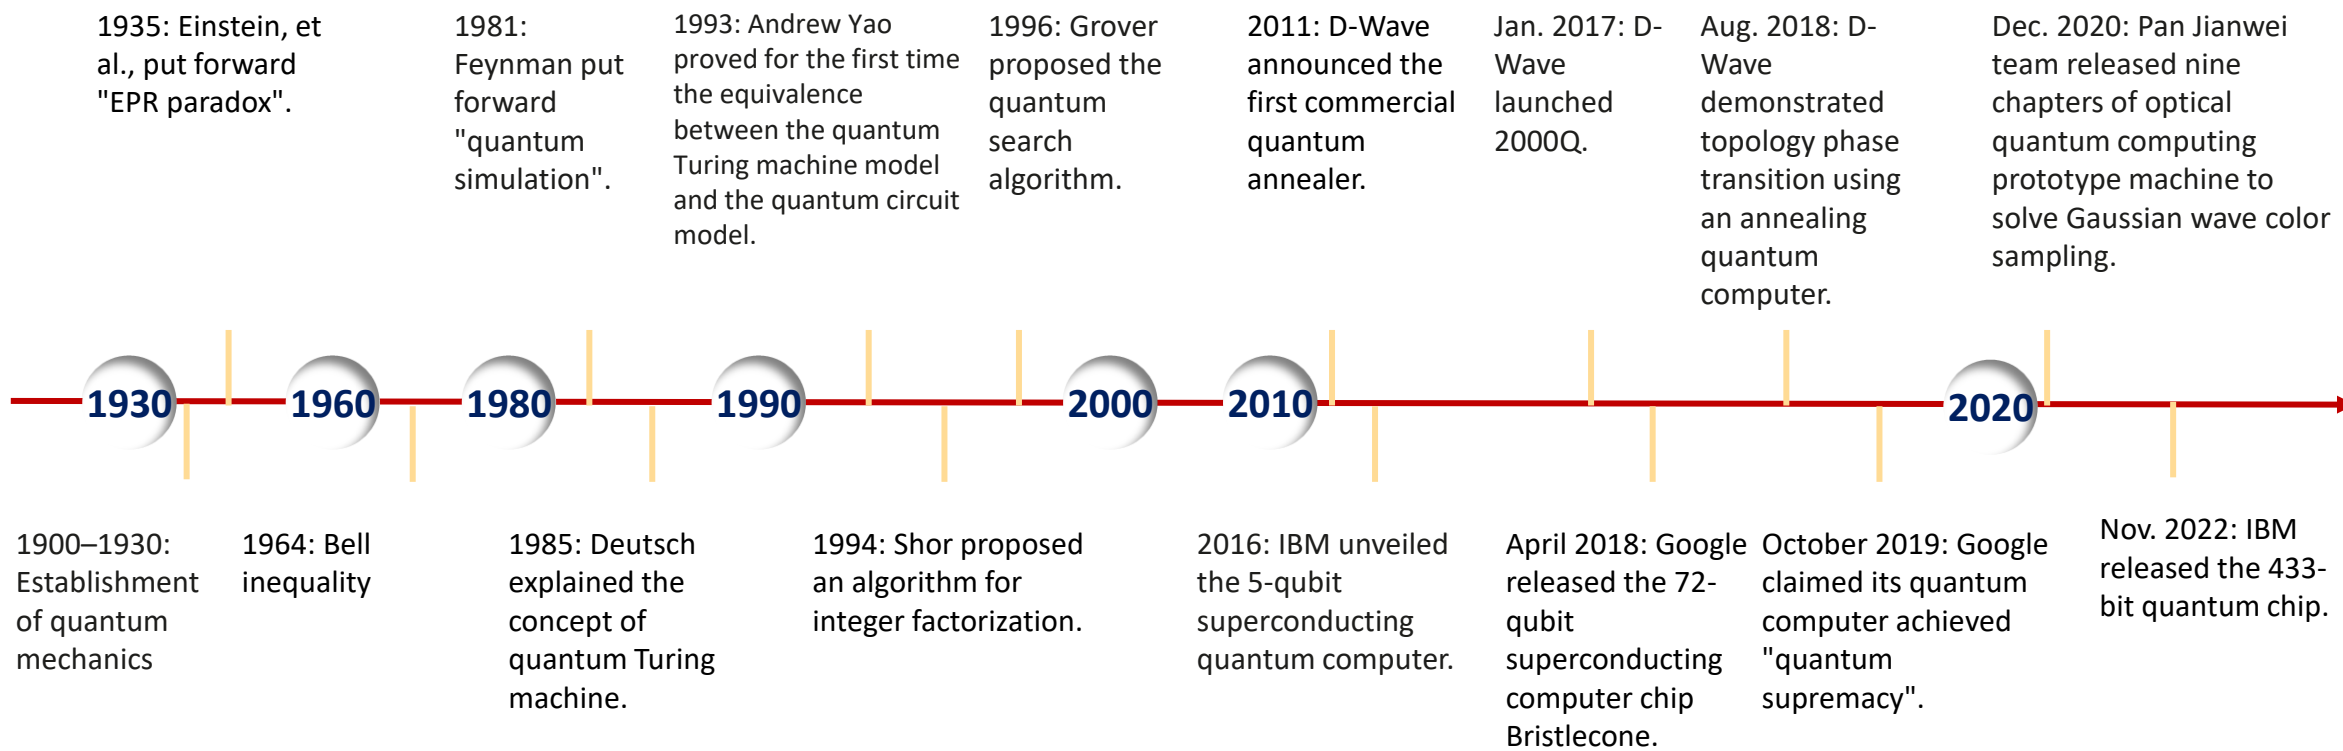 1935: Einstein, et
al., put forward
"EPR paradox".
1981:
Feynman put
forward
"quantum
simulation".
1993: Andrew Yao
proved for the first time
the equivalence
between the quantum
Turing machine model
and the quantum circuit
model.
1996: Grover
proposed the
quantum
search
algorithm.
2011: D-Wave
announced the
first commercial
quantum
annealer.
Jan. 2017: D-
Wave
launched
2000Q.
Aug. 2018: D-
Wave
demonstrated
topology phase
transition using
an annealing
quantum
computer.
Dec. 2020: Pan Jianwei
team released nine
chapters of optical
quantum computing
prototype machine to
solve Gaussian wave color
sampling.
1930
1960
1980
1990
2000
2010
2020
1900–1930:
Establishment
of quantum
mechanics
1964: Bell
inequality
1985: Deutsch
explained the
concept of
quantum Turing
machine.
1994: Shor proposed
an algorithm for
integer factorization.
2016: IBM unveiled
the 5-qubit
superconducting
quantum computer.
April 2018: Google
released the 72-
qubit
superconducting
computer chip
Bristlecone.
October 2019: Google
claimed its quantum
computer achieved
"quantum
supremacy".
Nov. 2022: IBM
released the 433-
bit quantum chip.